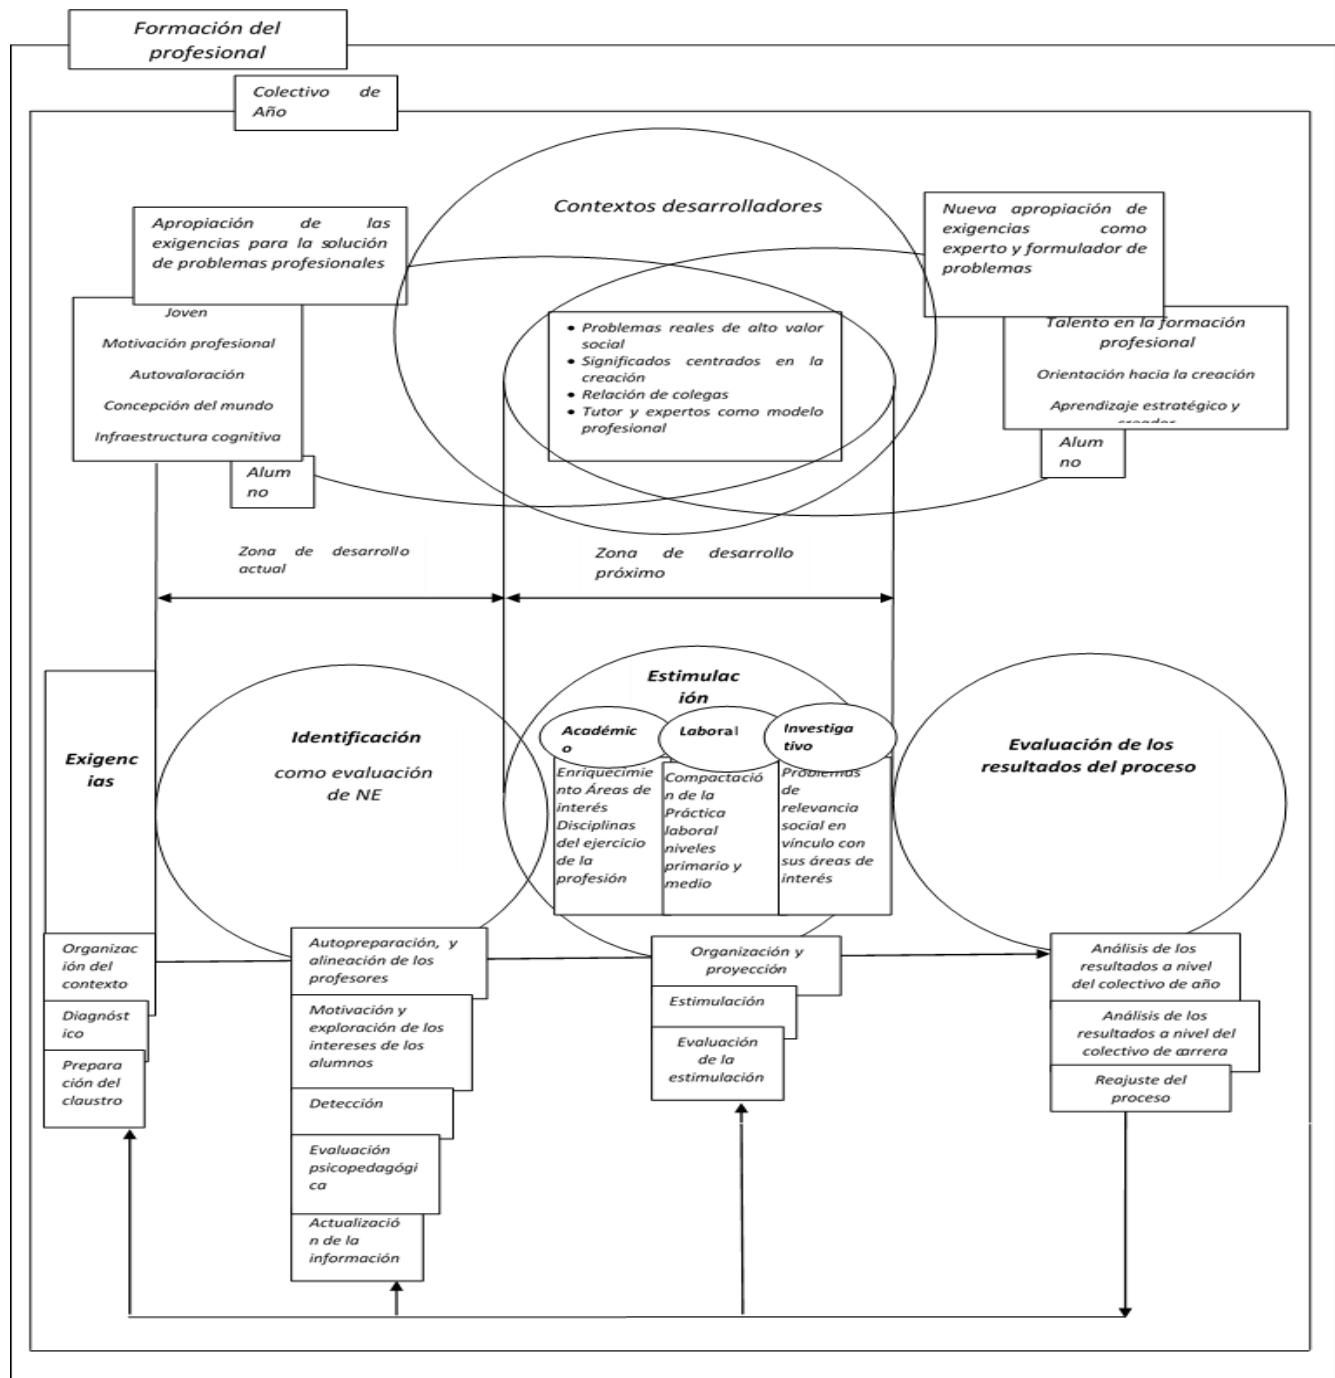 Formación del
profesional
Colectivo de
Año
Contextos desarrolladores
Apropiación de las
exigencias para la solución
de problemas profesionales
Nueva apropiación de
exigencias como
experto y formulador de
problemas
Joven
Motivación profesional
Autovaloración
Concepción del mundo
Infraestructura cognitiva
• Problemas reales de alto valor
social
• Significados centrados en la
creación
• Relación de colegas
• Tutor y expertos como modelo
profesional
Talento en la formación
profesional
Orientación hacia la creación
Aprendizaje estratégico y
Alum
no
Alum
no
Zona de desarrollo
actual
Zona de desarrollo
próximo
Exigenc
ias
Identificación
como evaluación
de NE
Estimulac
ión
Académic
o
Laboral
Investiga
tivo
Enriquecimie
nto Áreas de
interés
Disciplinas
del ejercicio
de la
profesión
Compactació
n de la
Práctica
laboral
niveles
primario y
medio
Problemas
de
relevancia
social en
vínculo con
sus áreas de
interés
Evaluación de los
resultados del proceso
Organizac
ión del
contexto
Diagnóst
ico
Prepara
ción del
claustro
Autopreparación, y
alineación de los
profesores
Motivación y
exploración de los
intereses de los
alumnos
Detección
Evaluación
psicopedagógi
ca
Actualizació
n de la
información
Organización y
proyección
Estimulación
Evaluación
de la
estimulación
Análisis de los
resultados a nivel
del colectivo de año
Análisis de los
resultados a nivel del
colectivo de carrera
Reajuste del
proceso